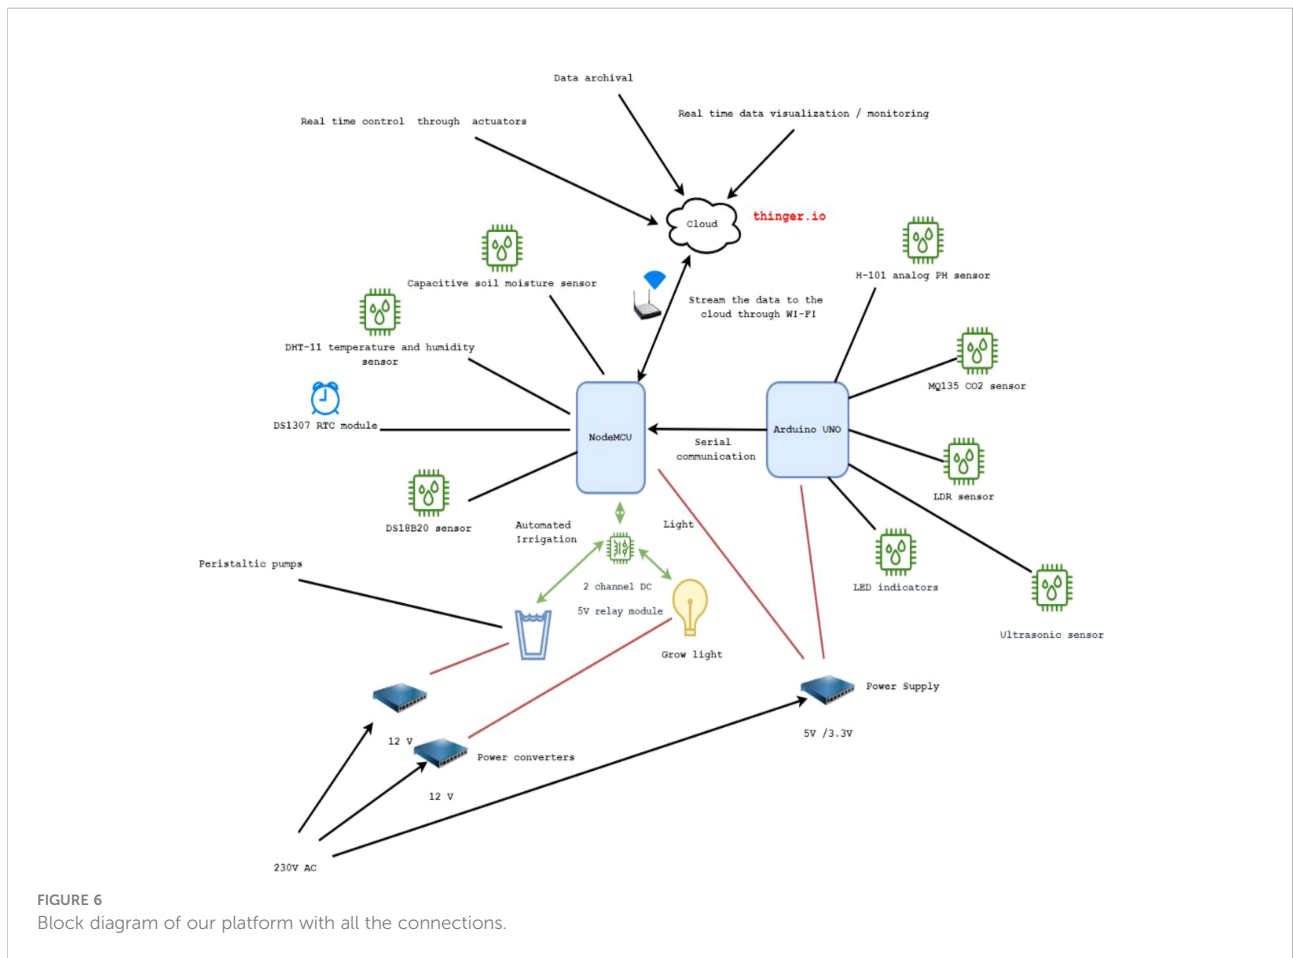 Data archival
Real time control through actuators
Real time data visualization / monitoring
Cloud
thinger.io
Capacitive soil moisture sensor
H-101 analog PH sensor
Stream the data to the
cloud through WI-FI
DHT-11 temperature and humidity
sensor
MQ135 CO2 sensor
DS1307 RTC module
NodeMCU
Arduino UNO
Serial
communication
LDR sensor
DS18B20 sensor
Automated
Irrigation
Light
Peristaltic pumps
2 channel DC
5V relay module
LED indicators
Ultrasonic sensor
Grow light
Power Supply
5V /3.3V
12 V
Power converters
12 V
230V AC
FIGURE 6
Block diagram of our platform with all the connections.